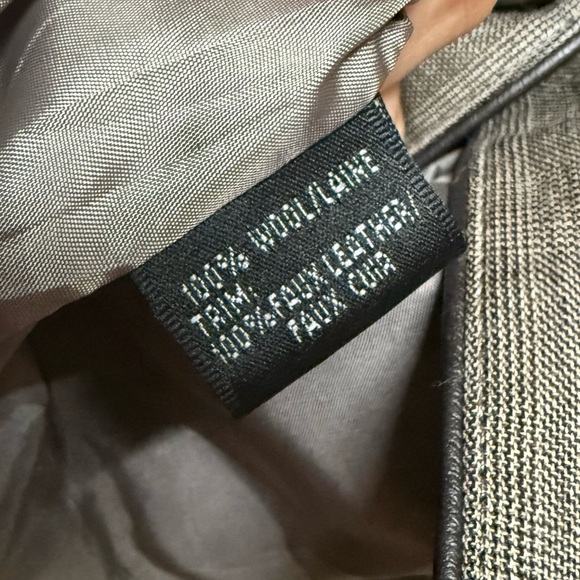 100% WOOL/LAINE
TRIM:
100% FAUX LEATHER/
FAUX CUIR